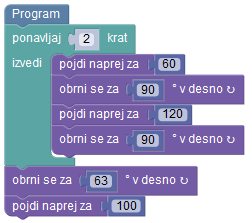 Program
ponavljaj 2 krat
izvedi pojdi naprej za 60
obrni se za 90 ° v desno ↻
pojdi naprej za 120
obrni se za 90 ° v desno ↻
obrni se za 63 ° v desno ↻
pojdi naprej za 100